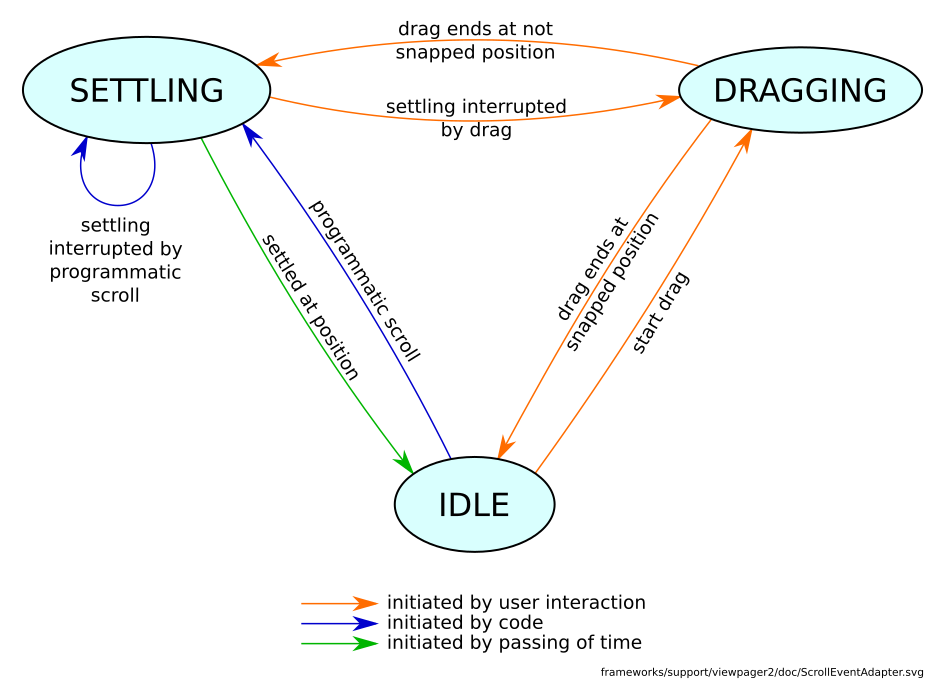 drag ends at not
snapped position
SETTLING
DRAGGING
settling interrupted
by drag
settling
interrupted by
programmatic
scroll
programmatic scroll
settled at position
drag ends at
snapped position
start drag
IDLE
initiated by user interaction
initiated by code
initiated by passing of time
frameworks/support/viewpager2/doc/ScrollEventAdapter.svg